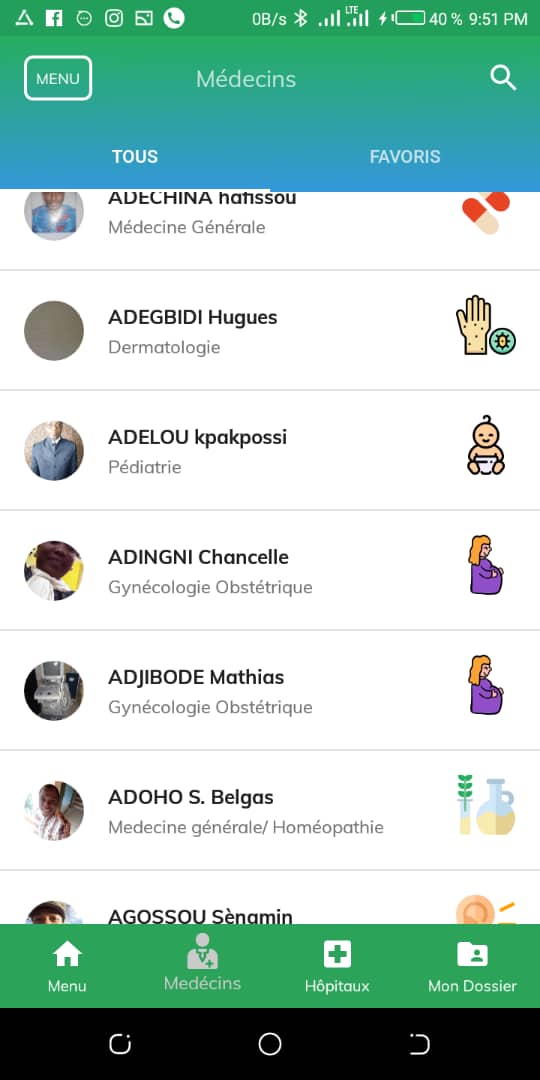 0B/s LTE 40 % 9:51 PM
MENU Médecins
TOUS FAVORIS
ADECHINA hafissou
Médecine Générale
ADEGBIDI Hugues
Dermatologie
ADELOU kpakpossi
Pédiatrie
ADINGNI Chancelle
Gynécologie Obstétrique
ADJIBODE Mathias
Gynécologie Obstétrique
ADOHO S. Belgas
Medecine générale/ Homéopathie
AGOSSOU Sènamin
Menu Medécins Hôpitaux Mon Dossier